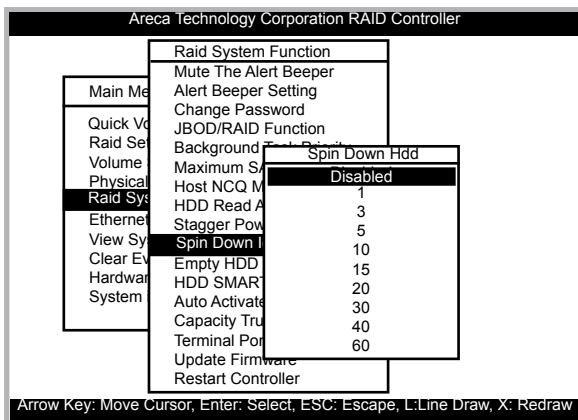 Areca Technology Corporation RAID Controller
Main Me
Quick Vo
Raid Set
Volume
Physical
Raid Sys
Ethernet
View Sy
Clear Ev
Hardwar
System
Raid System Function
Mute The Alert Beeper
Alert Beeper Setting
Change Password
JBOD/RAID Function
Background Task Priority
Maximum SA
Host NCQ M
HDD Read A
Stagger Pow
Spin Down I
Empty HDD
HDD SMART
Auto Activate
Capacity Tru
Terminal Por
Update Firmware
Restart Controller
Spin Down Hdd
Disabled
1
3
5
10
15
20
30
40
60
Arrow Key: Move Cursor, Enter: Select, ESC: Escape, L:Line Draw, X: Redraw